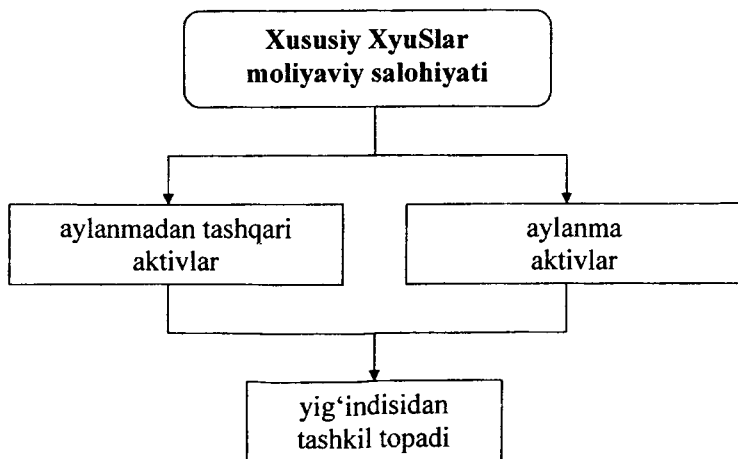 Xususiy XyuSlar
moliyaviy salohiyati
aylanmadan tashqari
aktivlar
aylanma
aktivlar
yig‘indisidan
tashkil topadi